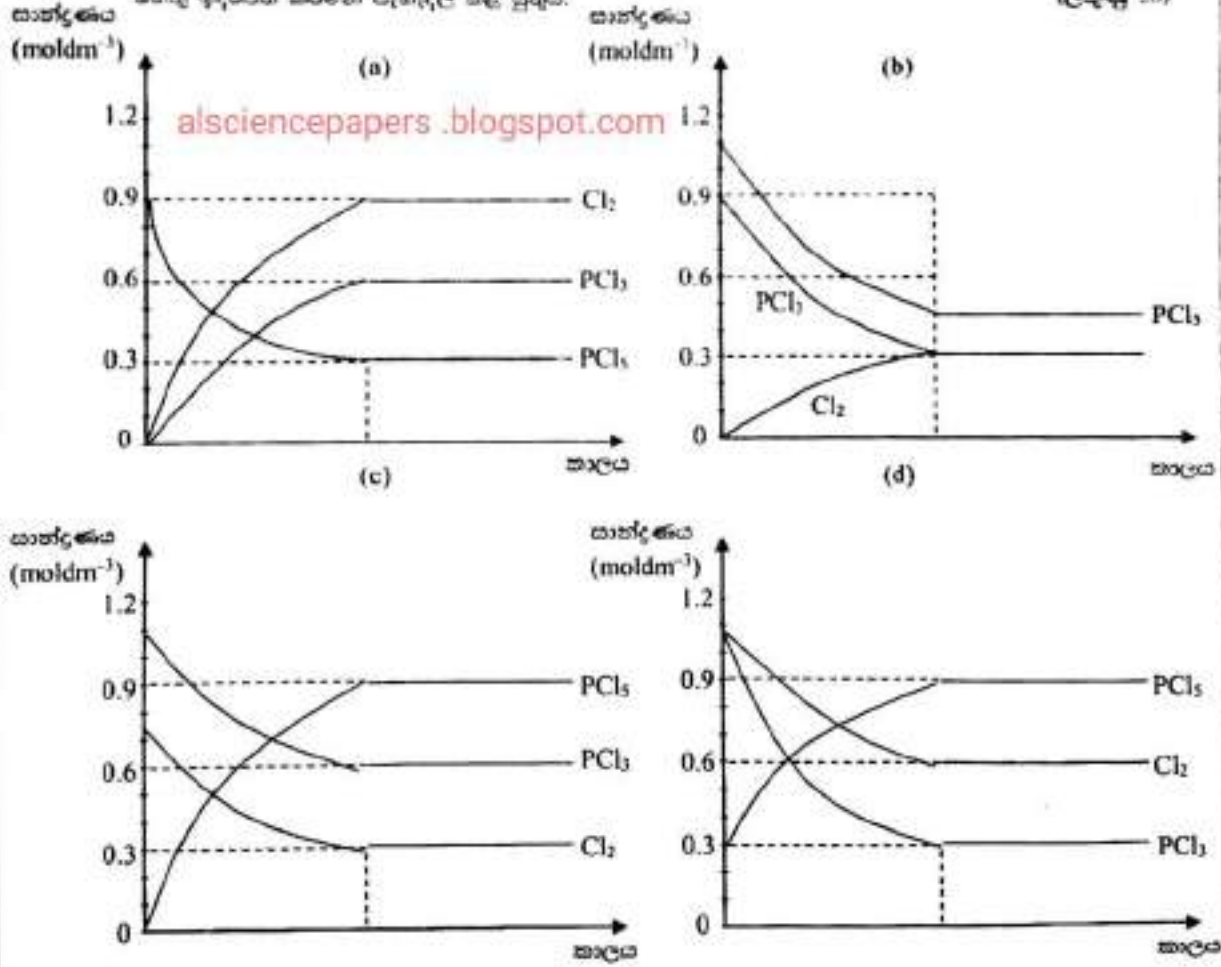 සාන්ද්‍රණය
(moldm⁻³)
(a)
1.2
0.9
0.6
0.3
0
Cl₂
PCl₃
PCl₅
කාලය
සාන්ද්‍රණය
(moldm⁻³)
(b)
1.2
0.9
0.6
0.3
0
PCl₃
Cl₂
PCl₅
කාලය
alsciencepapers .blogspot.com
(c)
සාන්ද්‍රණය
(moldm⁻³)
1.2
0.9
0.6
0.3
0
PCl₅
PCl₃
Cl₂
කාලය
(d)
සාන්ද්‍රණය
(moldm⁻³)
1.2
0.9
0.6
0.3
0
PCl₅
Cl₂
PCl₃
කාලය